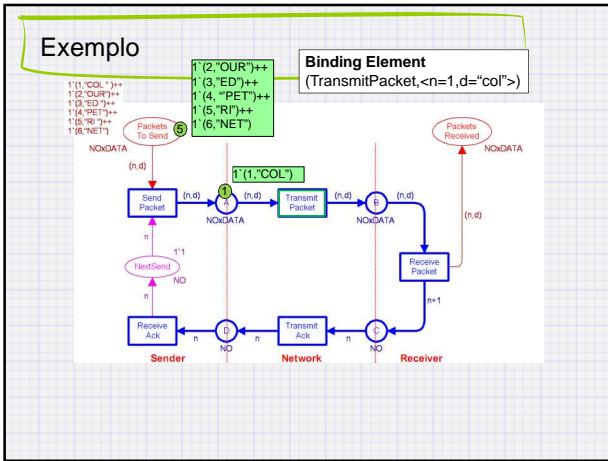 Exemplo
1`(2,"OUR")++
1`(3,"ED")++
1`(4, "”PET")++
1`(5,"RI")++
1`(6,"NET")
Binding Element
(TransmitPacket,<n=1,d=“col”>)
1`(1,"COL " )++
1`(2,"OUR")++
1`(3,"ED ")++
1`(4,"PET")++
1`(5,"RI ")++
1`(6,"NET")
Packets
To Send
5
NOxDATA
Packets
Received
NOxDATA
(n,d)
1`(1,"COL")
1
(n,d)
Send
Packet
(n,d)
A
NOxDATA
(n,d)
Transmit
Packet
(n,d)
B
NOxDATA
(n,d)
n
1`1
NextSend
NO
n
Receive
Packet
n+1
Receive
Ack
n
D
NO
n
Transmit
Ack
n
C
NO
Sender
Network
Receiver